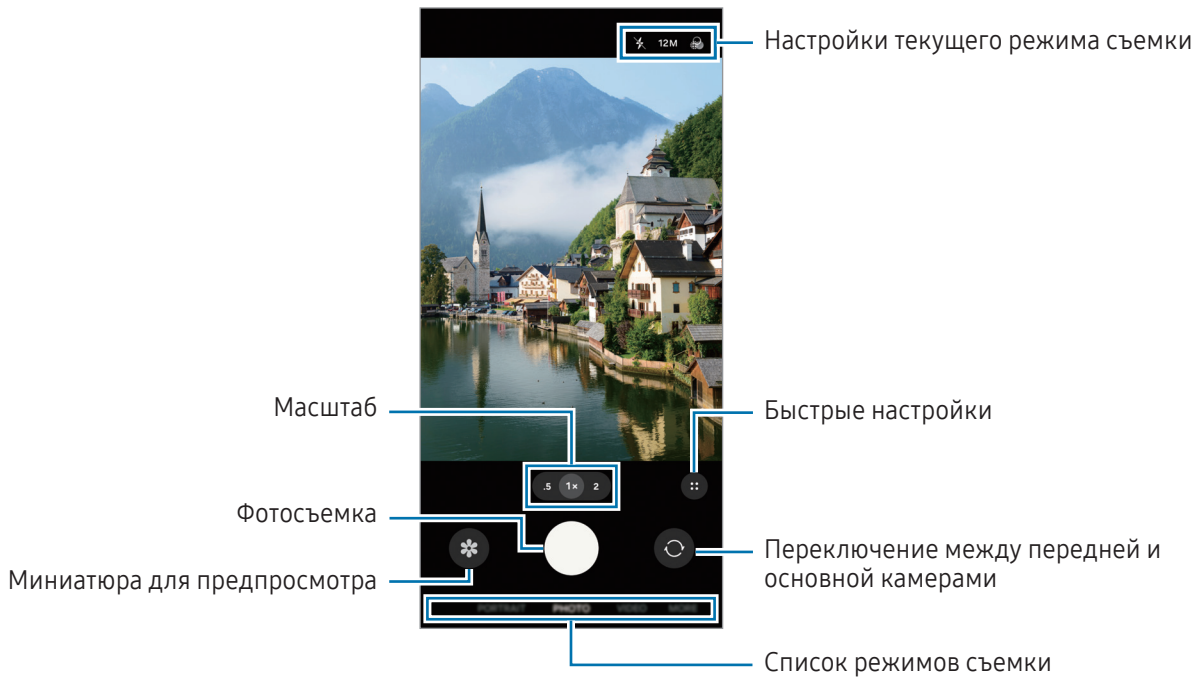 12M
Настройки текущего режима съемки
Масштаб
Быстрые настройки
.5 1× 2
Фотосъемка
Миниатюра для предпросмотра
Переключение между передней и
основной камерами
PORTRAIT PHOTO VIDEO MORE
Список режимов съемки